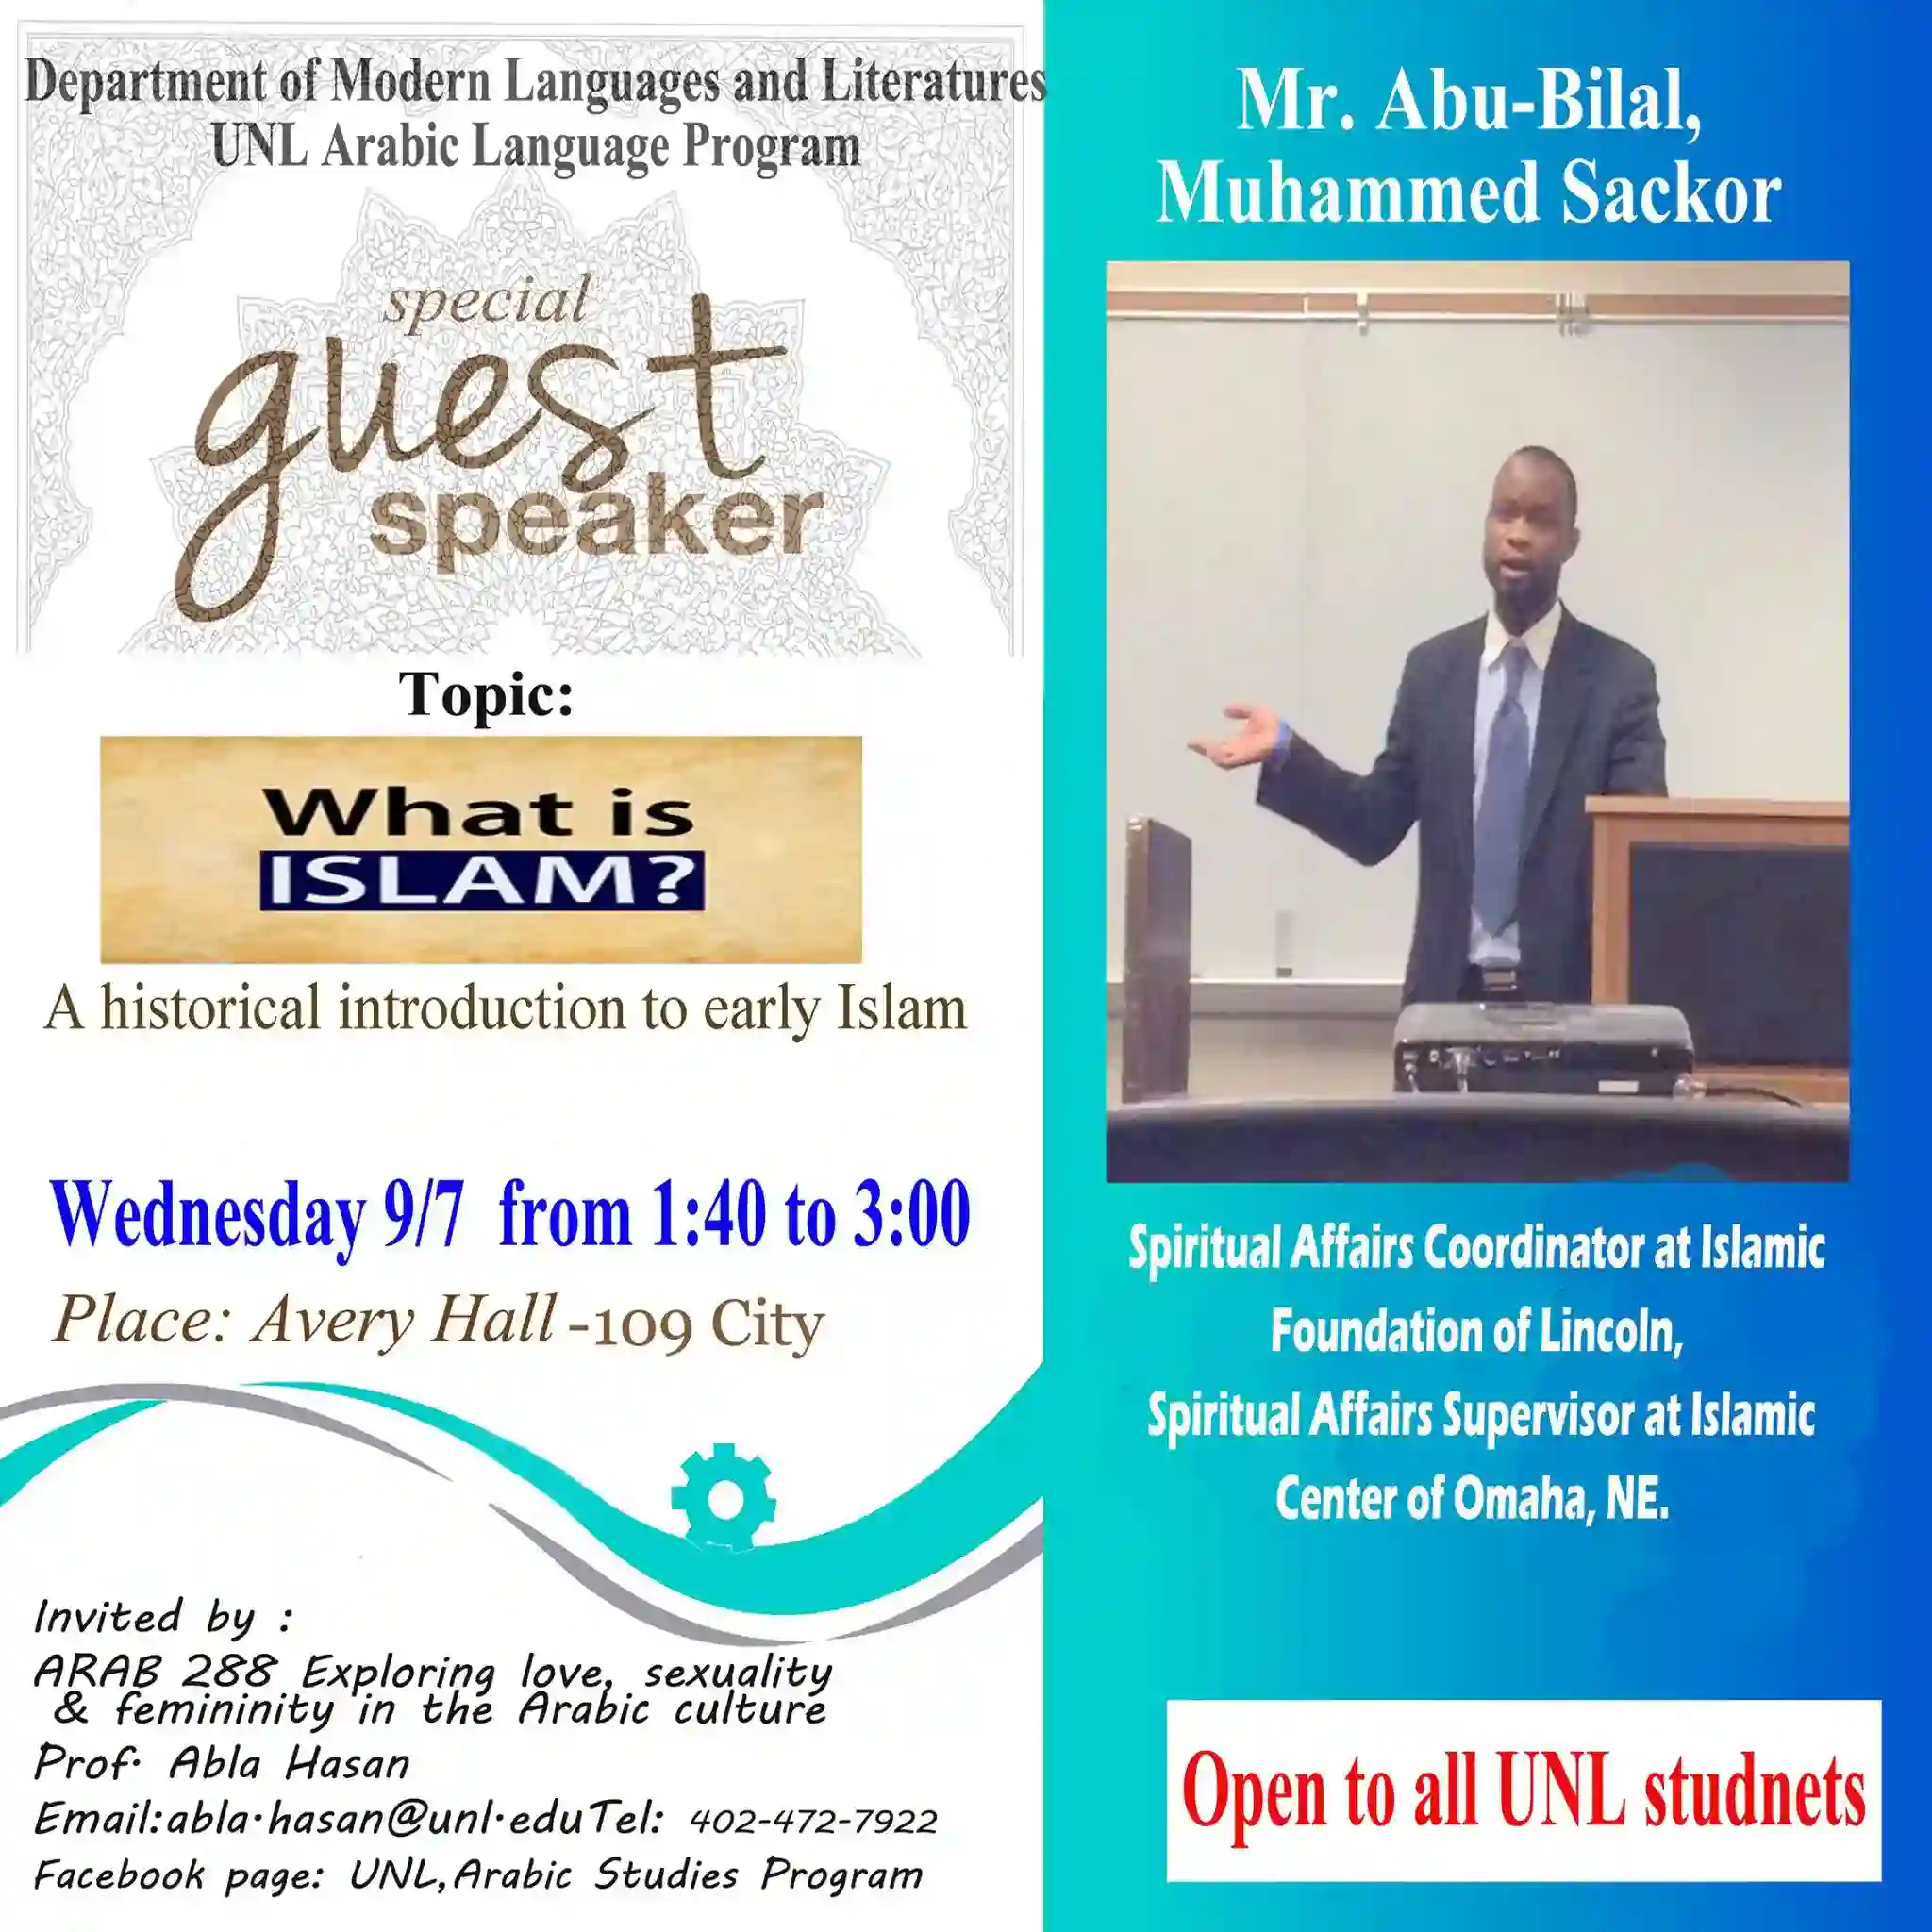 Department of Modern Languages and Literatures
UNL Arabic Language Program
special
guest
speaker
Topic:
What is
ISLAM?
A historical introduction to early Islam
Wednesday 9/7 from 1:40 to 3:00
Place: Avery Hall -109 City
Invited by :
ARAB 288 Exploring love, sexuality
& femininity in the Arabic culture
Prof. Abla Hasan
Email:abla.hasan@unl.edu Tel: 402-472-7922
Facebook page: UNL,Arabic Studies Program
Mr. Abu-Bilal,
Muhammed Sackor
Spiritual Affairs Coordinator at Islamic
Foundation of Lincoln,
Spiritual Affairs Supervisor at Islamic
Center of Omaha, NE.
Open to all UNL studnets